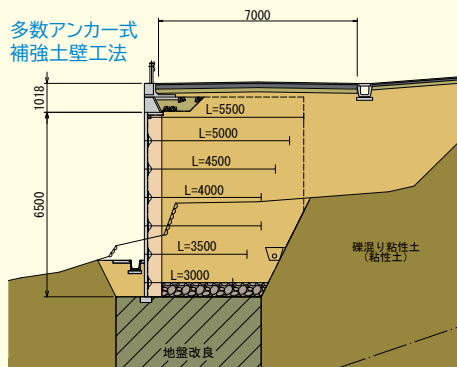 多数アンカー式
補強土壁工法
7000
1018
6500
L=5500
L=5000
L=4500
L=4000
L=3500
L=3000
礫混り粘性土
(粘性土)
地盤改良